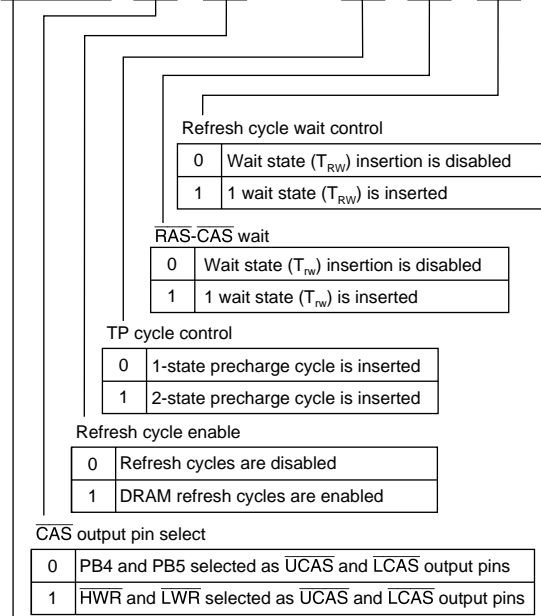 Refresh cycle wait control
0 Wait state (TRW) insertion is disabled
1 1 wait state (TRW) is inserted
RAS-CAS wait
0 Wait state (Trw) insertion is disabled
1 1 wait state (Trw) is inserted
TP cycle control
0 1-state precharge cycle is inserted
1 2-state precharge cycle is inserted
Refresh cycle enable
0 Refresh cycles are disabled
1 DRAM refresh cycles are enabled
CAS output pin select
0 PB4 and PB5 selected as UCAS and LCAS output pins
1 HWR and LWR selected as UCAS and LCAS output pins